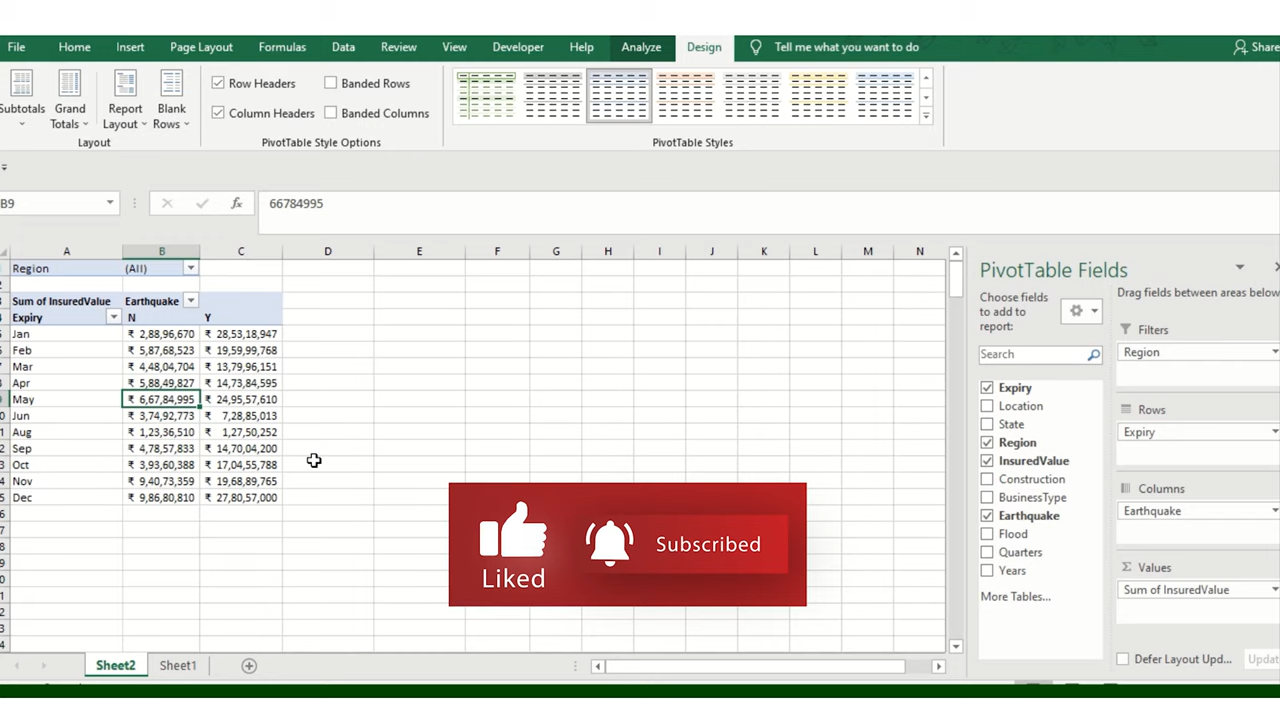 File Home Insert Page Layout Formulas Data Review View Developer Help Analyze Design Tell me what you want to do Share
Subtotals Grand Totals Report Layout Blank Rows
Layout
Row Headers Banded Rows
Column Headers Banded Columns
PivotTable Style Options
PivotTable Styles
B9 fx 66784995
A B C D E F G H I J K L M N
Region (All)
2
3 Sum of InsuredValue Earthquake
4 Expiry N Y
Jan ₹ 2,88,96,670 ₹ 28,53,18,947
Feb ₹ 5,87,68,523 ₹ 19,59,99,768
Mar ₹ 4,48,04,704 ₹ 13,79,96,151
Apr ₹ 5,88,49,827 ₹ 14,73,84,595
May ₹ 6,67,84,995 ₹ 24,95,57,610
Jun ₹ 3,74,92,773 ₹ 7,28,85,013
Aug ₹ 1,23,36,510 ₹ 1,27,50,252
Sep ₹ 4,78,57,833 ₹ 14,70,04,200
Oct ₹ 3,93,60,388 ₹ 17,04,55,788
Nov ₹ 9,40,73,359 ₹ 19,68,89,765
Dec ₹ 9,86,80,810 ₹ 27,80,57,000
Liked
Subscribed
Sheet2 Sheet1
PivotTable Fields
Choose fields
to add to
report:
Search
Expiry
Location
State
Region
InsuredValue
Construction
BusinessType
Earthquake
Flood
Quarters
Years
More Tables...
Drag fields between areas below
Filters
Region
Rows
Expiry
Columns
Earthquake
Σ Values
Sum of InsuredValue
Defer Layout Upd... Updat